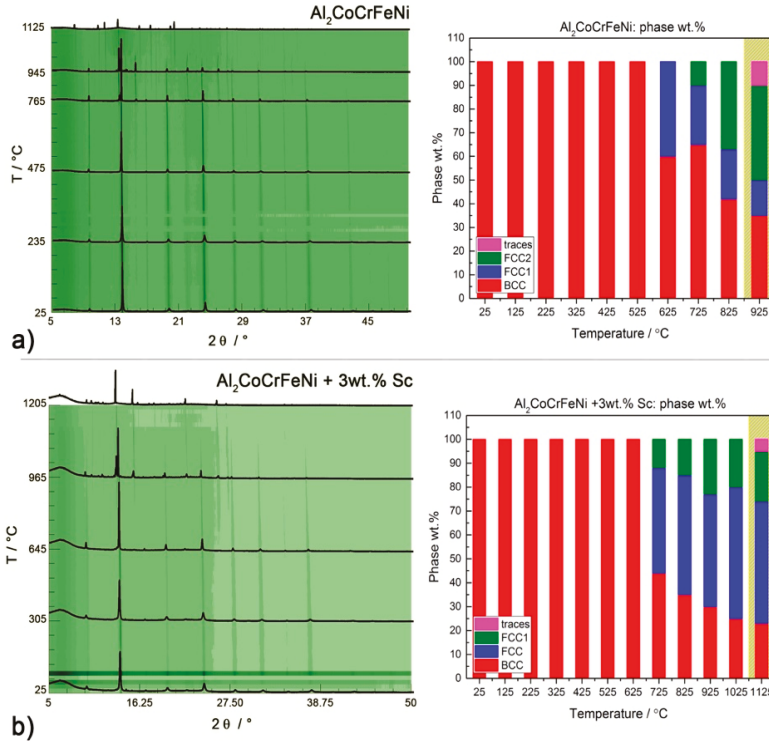 Al₂CoCrFeNi
1125
945
765
475
235
25
T / °C
5 13 21 29 37 45
2 θ / °
a)
Al₂CoCrFeNi: phase wt.%
110
100
90
80
70
60
50
40
30
20
10
0
Phase wt.%
traces
FCC2
FCC1
BCC
25 125 225 325 425 525 625 725 825 925
Temperature / °C
Al₂CoCrFeNi + 3wt.% Sc
1205
965
645
305
25
T / °C
5 16.25 27.50 38.75 50
2 θ / °
b)
Al₂CoCrFeNi +3wt.% Sc: phase wt.%
110
100
90
80
70
60
50
40
30
20
10
0
Phase wt.%
traces
FCC1
FCC
BCC
25 125 225 325 425 525 625 725 825 925 1025 1125
Temperature / °C